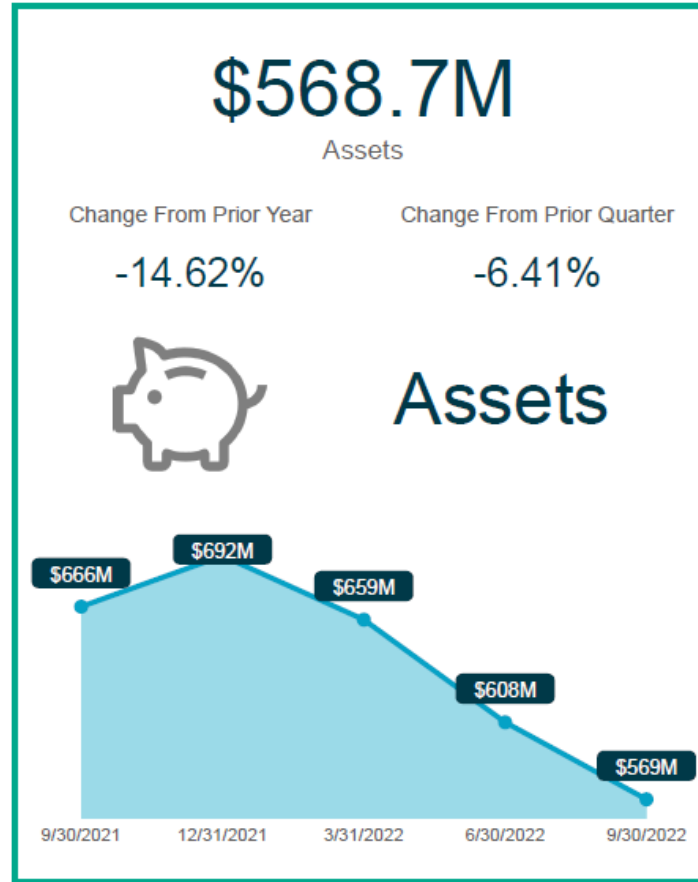 $568.7M
Assets
Change From Prior Year
Change From Prior Quarter
-14.62%
-6.41%
Assets
$666M
$692M
$659M
$608M
$569M
9/30/2021
12/31/2021
3/31/2022
6/30/2022
9/30/2022